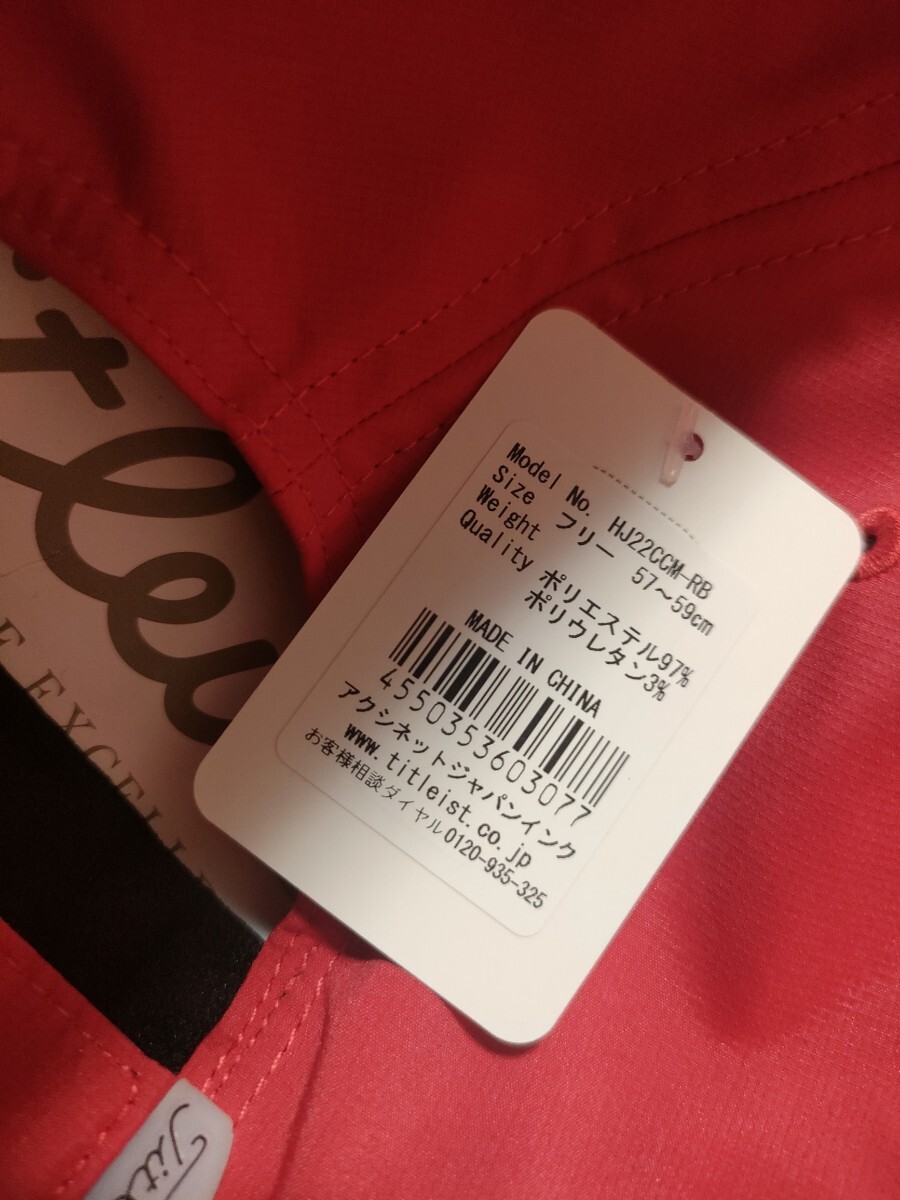 Model No. HJ22CCM-RB
Size フリー 57～59cm
Weight
Quality ポリエステル97%
ポリウレタン3%
MADE IN CHINA
4550353603077
アクシネットジャパンインク
www.titleist.co.jp
お客様相談ダイヤル0120-935-325